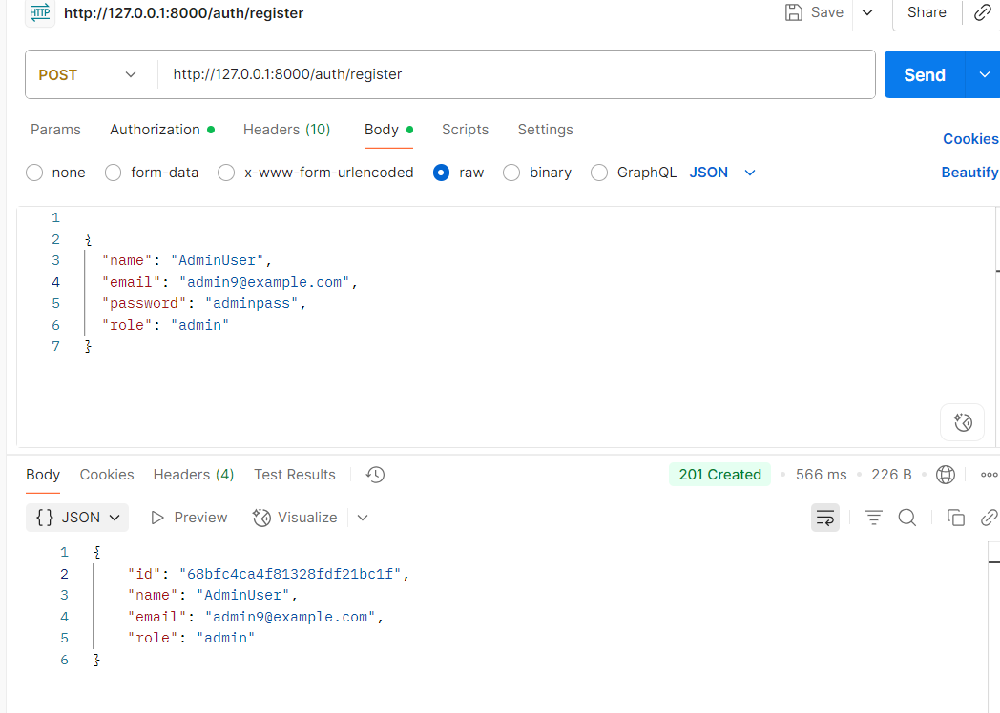 HTTP http://127.0.0.1:8000/auth/register Save Share
POST http://127.0.0.1:8000/auth/register Send
Params Authorization Headers (10) Body Scripts Settings Cookies
none form-data x-www-form-urlencoded raw binary GraphQL JSON Beautify
1
2 {
3 "name": "AdminUser",
4 "email": "admin9@example.com",
5 "password": "adminpass",
6 "role": "admin"
7 }
Body Cookies Headers (4) Test Results 201 Created 566 ms 226 B
{} JSON Preview Visualize
1 {
2 "id": "68bfc4ca4f81328fdf21bc1f",
3 "name": "AdminUser",
4 "email": "admin9@example.com",
5 "role": "admin"
6 }